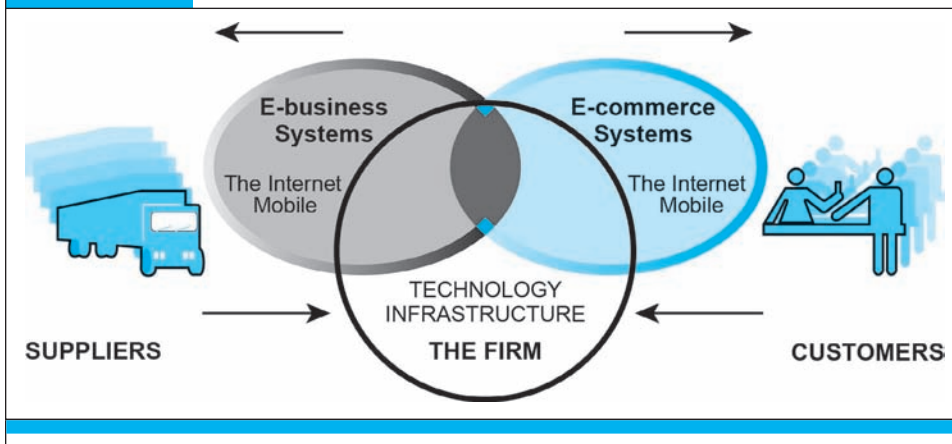 E-business
Systems
The Internet
Mobile
E-commerce
Systems
The Internet
Mobile
TECHNOLOGY
INFRASTRUCTURE
THE FIRM
SUPPLIERS
CUSTOMERS